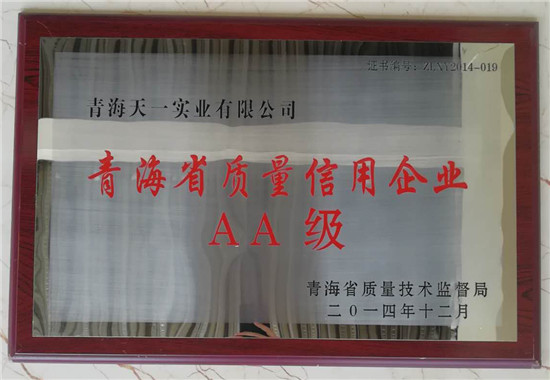 证书编号：ZLXY2014-019
青海天一实业有限公司
青海省质量信用企业
AA级
青海省质量技术监督局
二〇一四年十二月